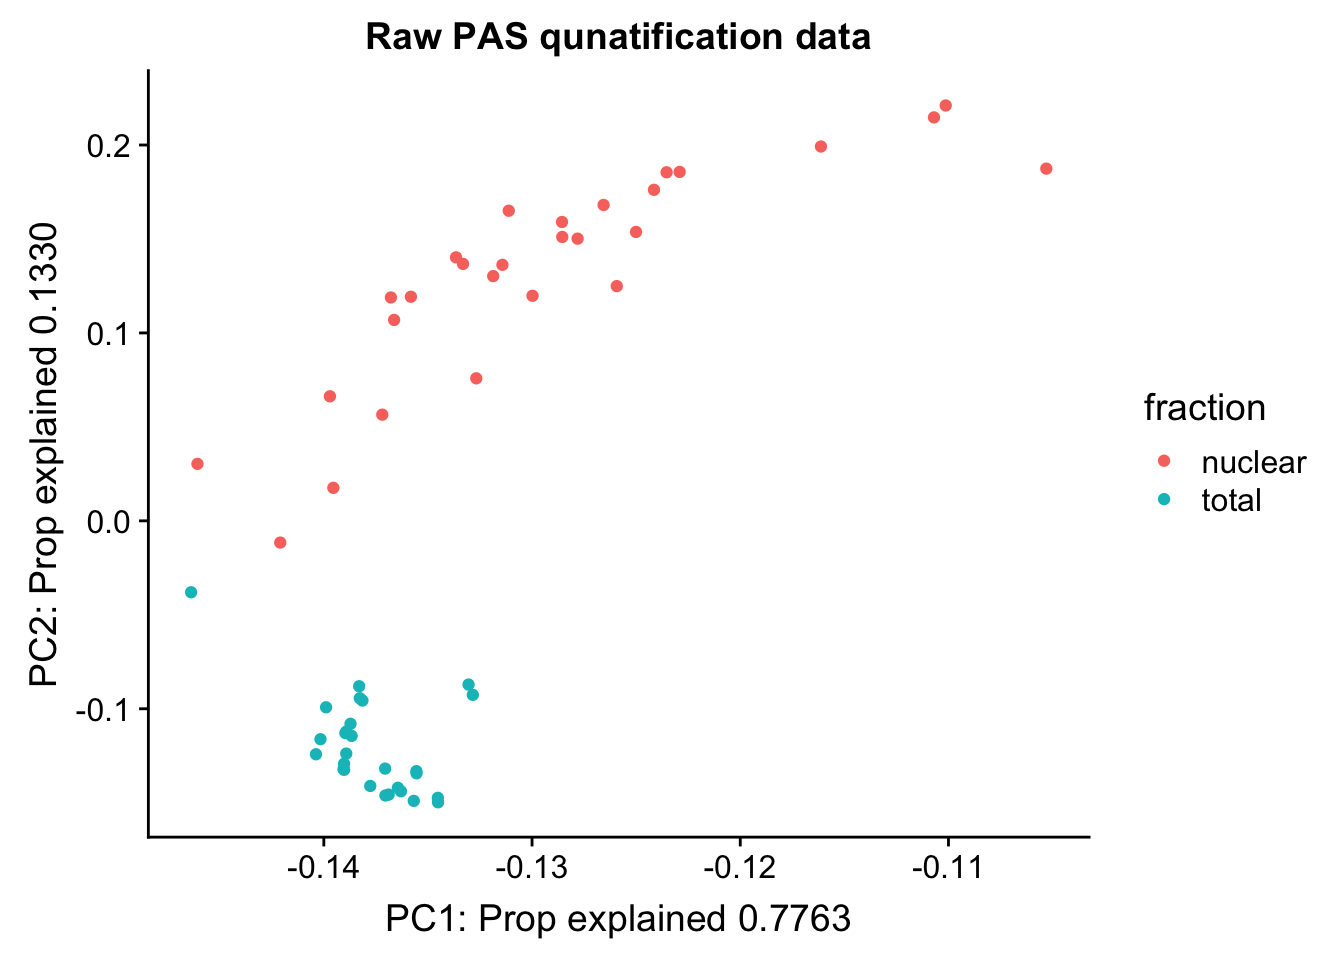 Raw PAS qunatification data
0.2
0.1
0.0
-0.1
PC2: Prop explained 0.1330
-0.14
-0.13
-0.12
-0.11
PC1: Prop explained 0.7763
fraction
nuclear
total